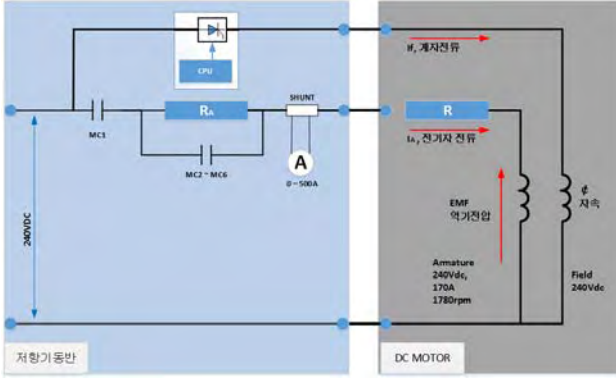 If, 계자전류
CPU
SHUNT
RA
R
MC1
IA, 전기자 전류
MC2 ~ MC6
A
0 ~ 500A
240VDC
EMF
역기전압
∮
자속
Armature
240Vdc,
170A
1780rpm
Field
240Vdc
저항기동반
DC MOTOR